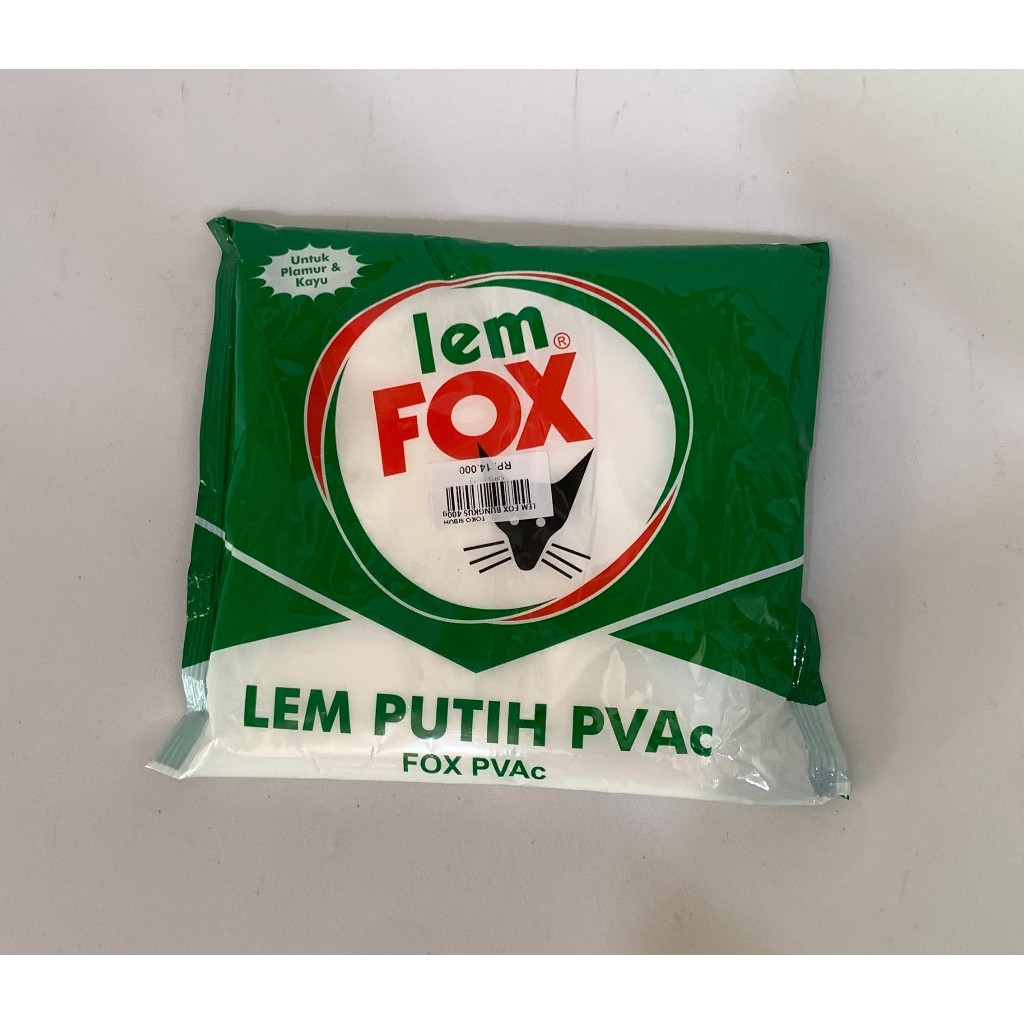 Untuk
Plamur &
Kayu
lem
FOX
®
TOKO SIBUH
LEM FOX BUNGKUS 400g
RP. 14.000
LEM PUTIH PVAc
FOX PVAc